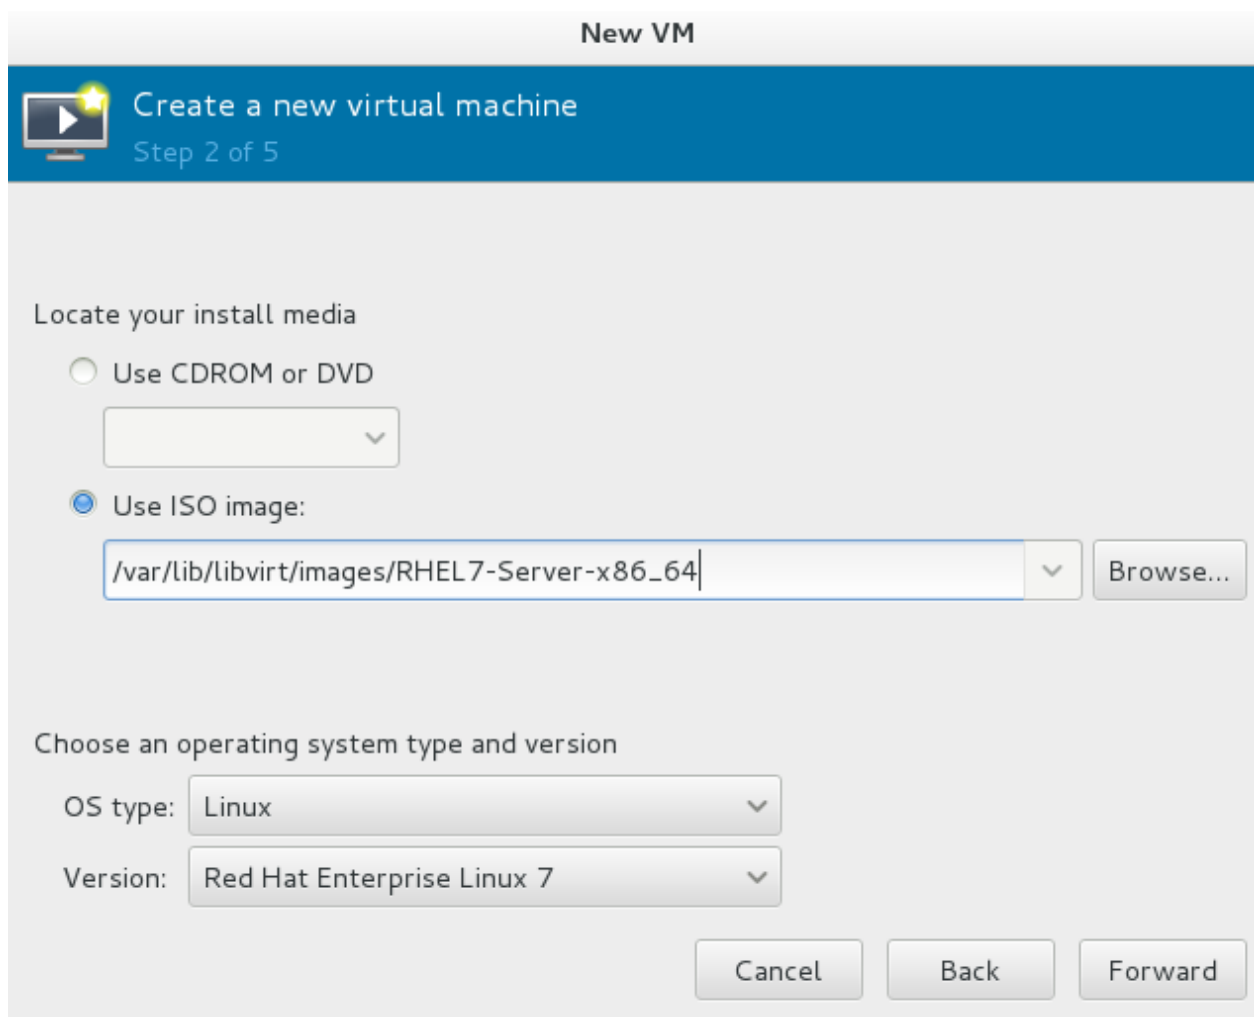 New VM
Create a new virtual machine
Step 2 of 5
Locate your install media
Use CDROM or DVD
Use ISO image:
/var/lib/libvirt/images/RHEL7-Server-x86_64
Browse...
Choose an operating system type and version
OS type: Linux
Version: Red Hat Enterprise Linux 7
Cancel Back Forward